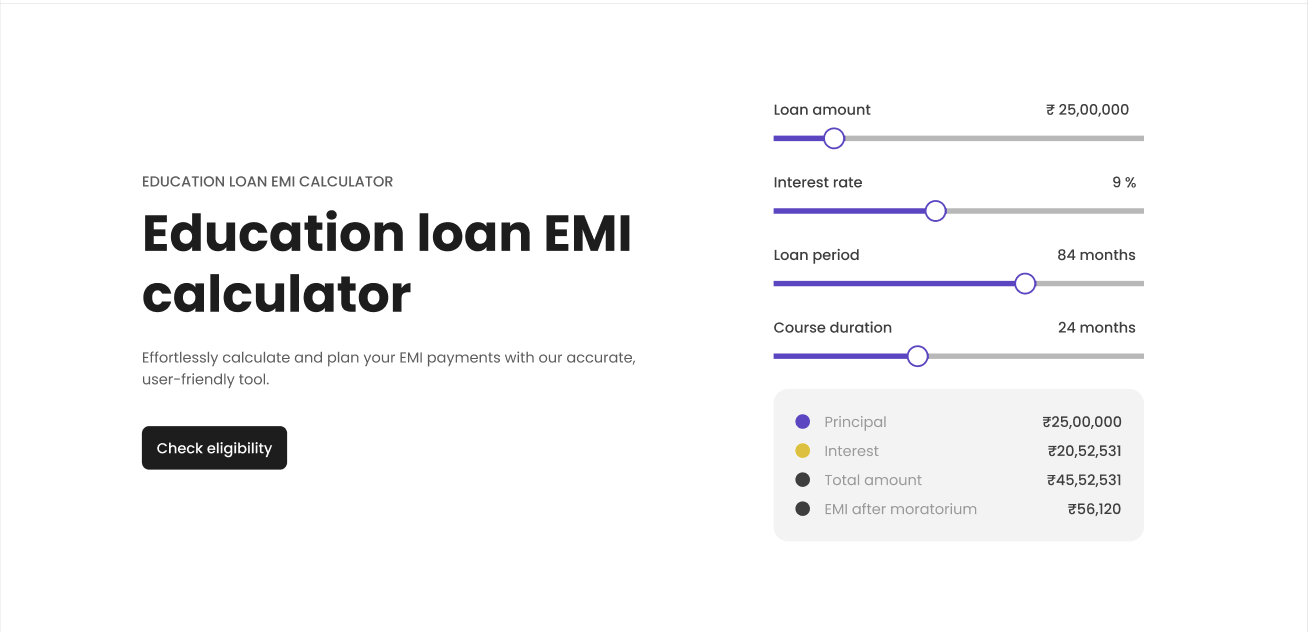 EDUCATION LOAN EMI CALCULATOR
Education loan EMI
calculator
Effortlessly calculate and plan your EMI payments with our accurate,
user-friendly tool.
Check eligibility
Loan amount ₹ 25,00,000
Interest rate 9 %
Loan period 84 months
Course duration 24 months
Principal ₹25,00,000
Interest ₹20,52,531
Total amount ₹45,52,531
EMI after moratorium ₹56,120